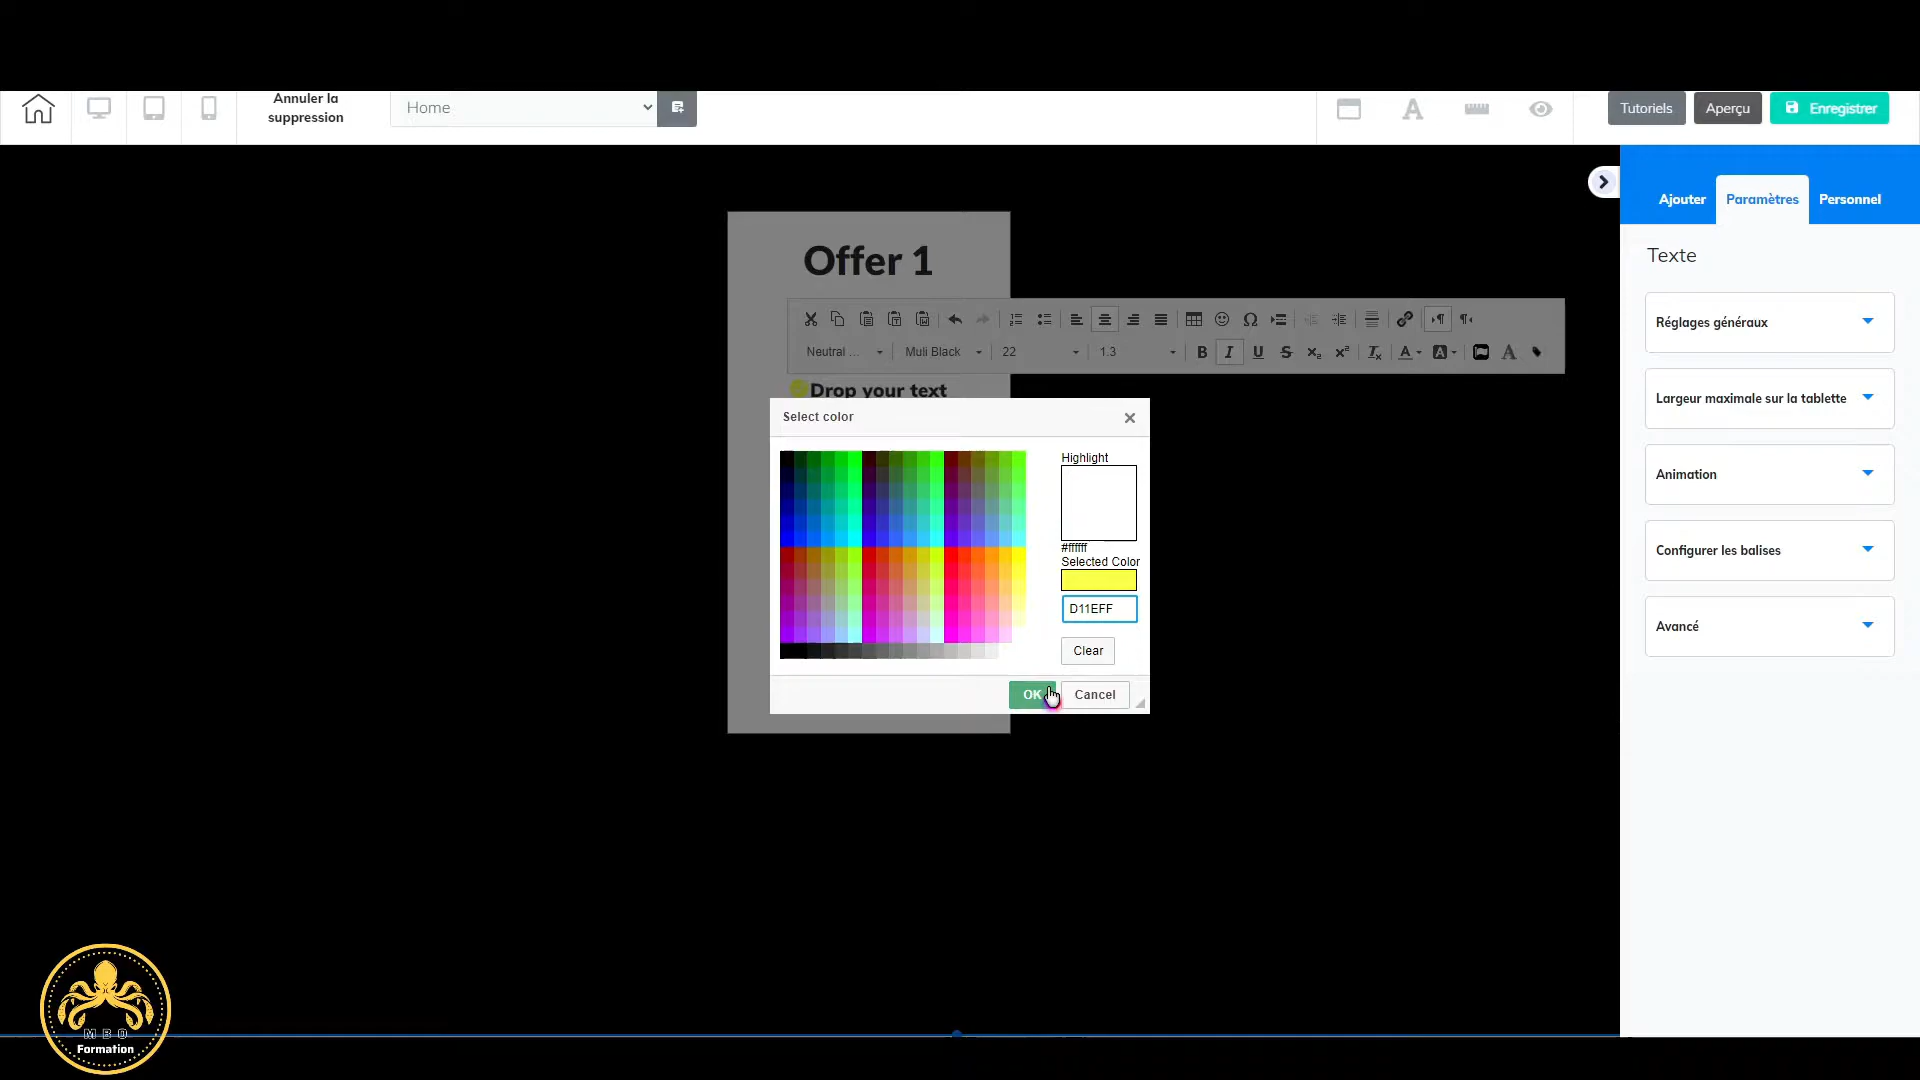 Annuler la
suppression
Home
Tutoriels
Aperçu
Enregistrer
Ajouter
Paramètres
Personnel
Texte
Réglages généraux
Largeur maximale sur la tablette
Animation
Configurer les balises
Avancé
Offer 1
Neutral ...
Muli Black
22
1.3
Drop your text
Select color
Highlight
#ffffff
Selected Color
D11EFF
Clear
OK
Cancel
M B O
Formation